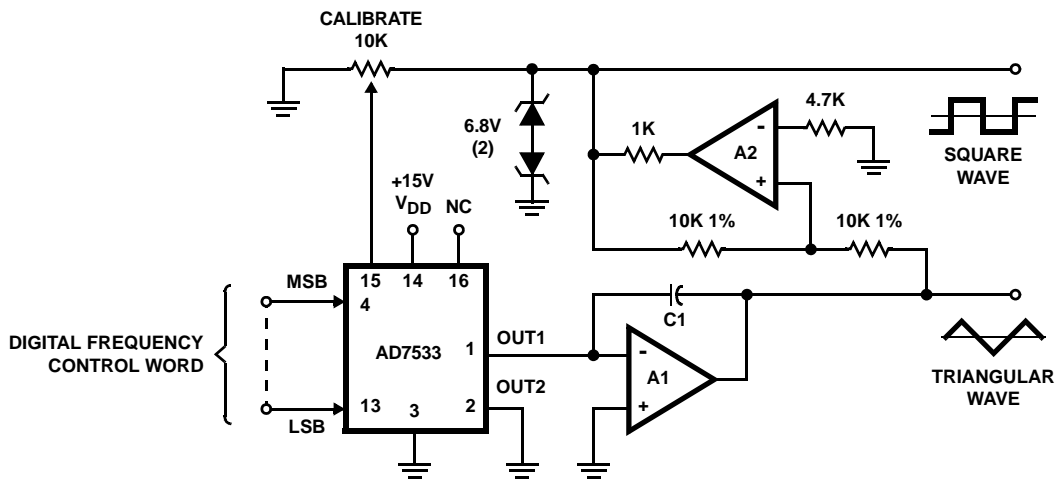 CALIBRATE
10K
6.8V
(2)
1K
-
A2
+
4.7K
SQUARE
WAVE
+15V
VDD
NC
10K 1%
10K 1%
15
14
16
MSB
4
DIGITAL FREQUENCY
CONTROL WORD
AD7533
1
OUT1
C1
-
A1
+
OUT2
13
3
2
LSB
TRIANGULAR
WAVE